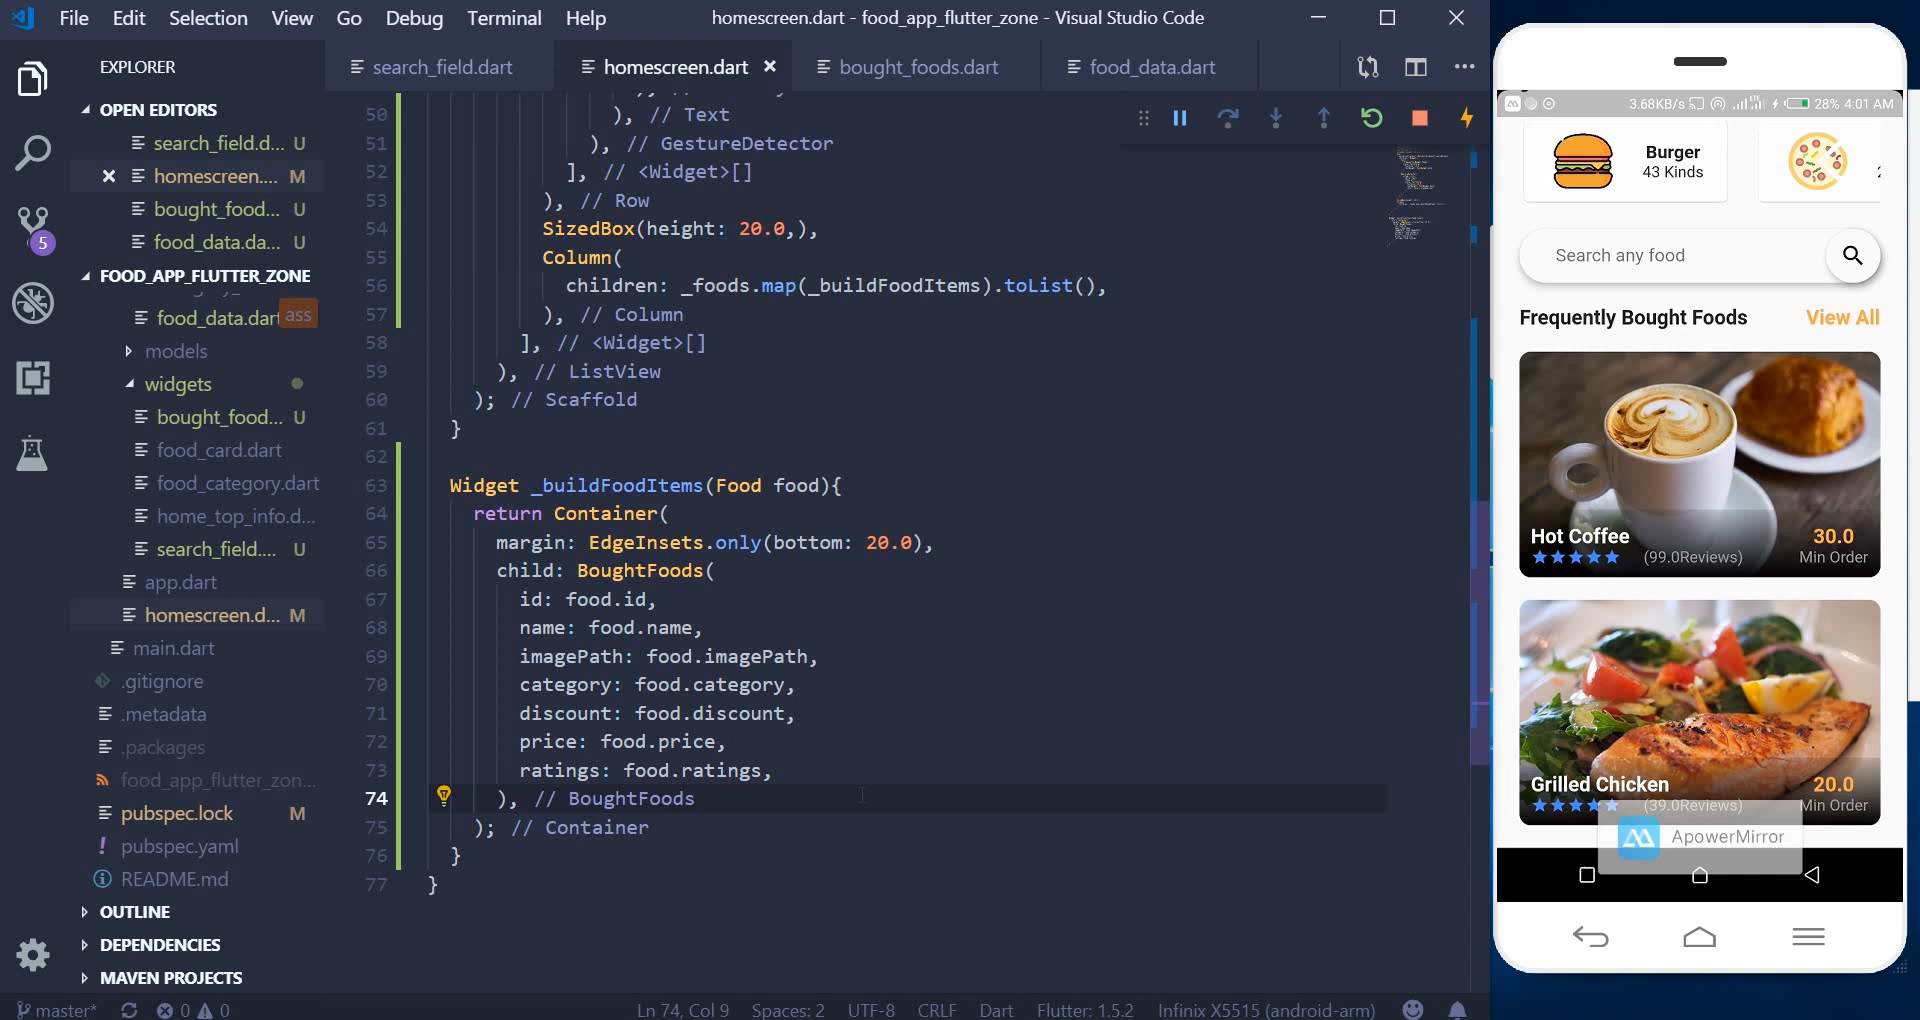 File Edit Selection View Go Debug Terminal Help
homescreen.dart - food_app_flutter_zone - Visual Studio Code
EXPLORER
OPEN EDITORS
search_field.d... U
homescreen.... M
bought_food... U
food_data.da... U
FOOD_APP_FLUTTER_ZONE
food_data.dart
ass
models
widgets
bought_food... U
food_card.dart
food_category.dart
home_top_info.d...
search_field.... U
app.dart
homescreen.d... M
main.dart
.gitignore
.metadata
.packages
food_app_flutter_zon...
pubspec.lock M
pubspec.yaml
README.md
OUTLINE
DEPENDENCIES
MAVEN PROJECTS
5
search_field.dart
homescreen.dart
bought_foods.dart
food_data.dart
50 ), // Text
51 ), // GestureDetector
52 ], // <Widget>[]
53 ), // Row
54 SizedBox(height: 20.0,),
55 Column(
56 children: _foods.map(_buildFoodItems).toList(),
57 ), // Column
58 ], // <Widget>[]
59 ), // ListView
60 ); // Scaffold
61 }
62
63 Widget _buildFoodItems(Food food){
64 return Container(
65 margin: EdgeInsets.only(bottom: 20.0),
66 child: BoughtFoods(
67 id: food.id,
68 name: food.name,
69 imagePath: food.imagePath,
70 category: food.category,
71 discount: food.discount,
72 price: food.price,
73 ratings: food.ratings,
74 ), // BoughtFoods
75 ); // Container
76 }
77 }
master* 0 0
Ln 74, Col 9 Spaces: 2 UTF-8 CRLF Dart Flutter: 1.5.2 Infinix X5515 (android-arm)
3.68KB/s LTE 28% 4:01 AM
Burger
43 Kinds
Search any food
Frequently Bought Foods View All
Hot Coffee 30.0
(99.0Reviews) Min Order
Grilled Chicken 20.0
(39.0Reviews) Min Order
ApowerMirror